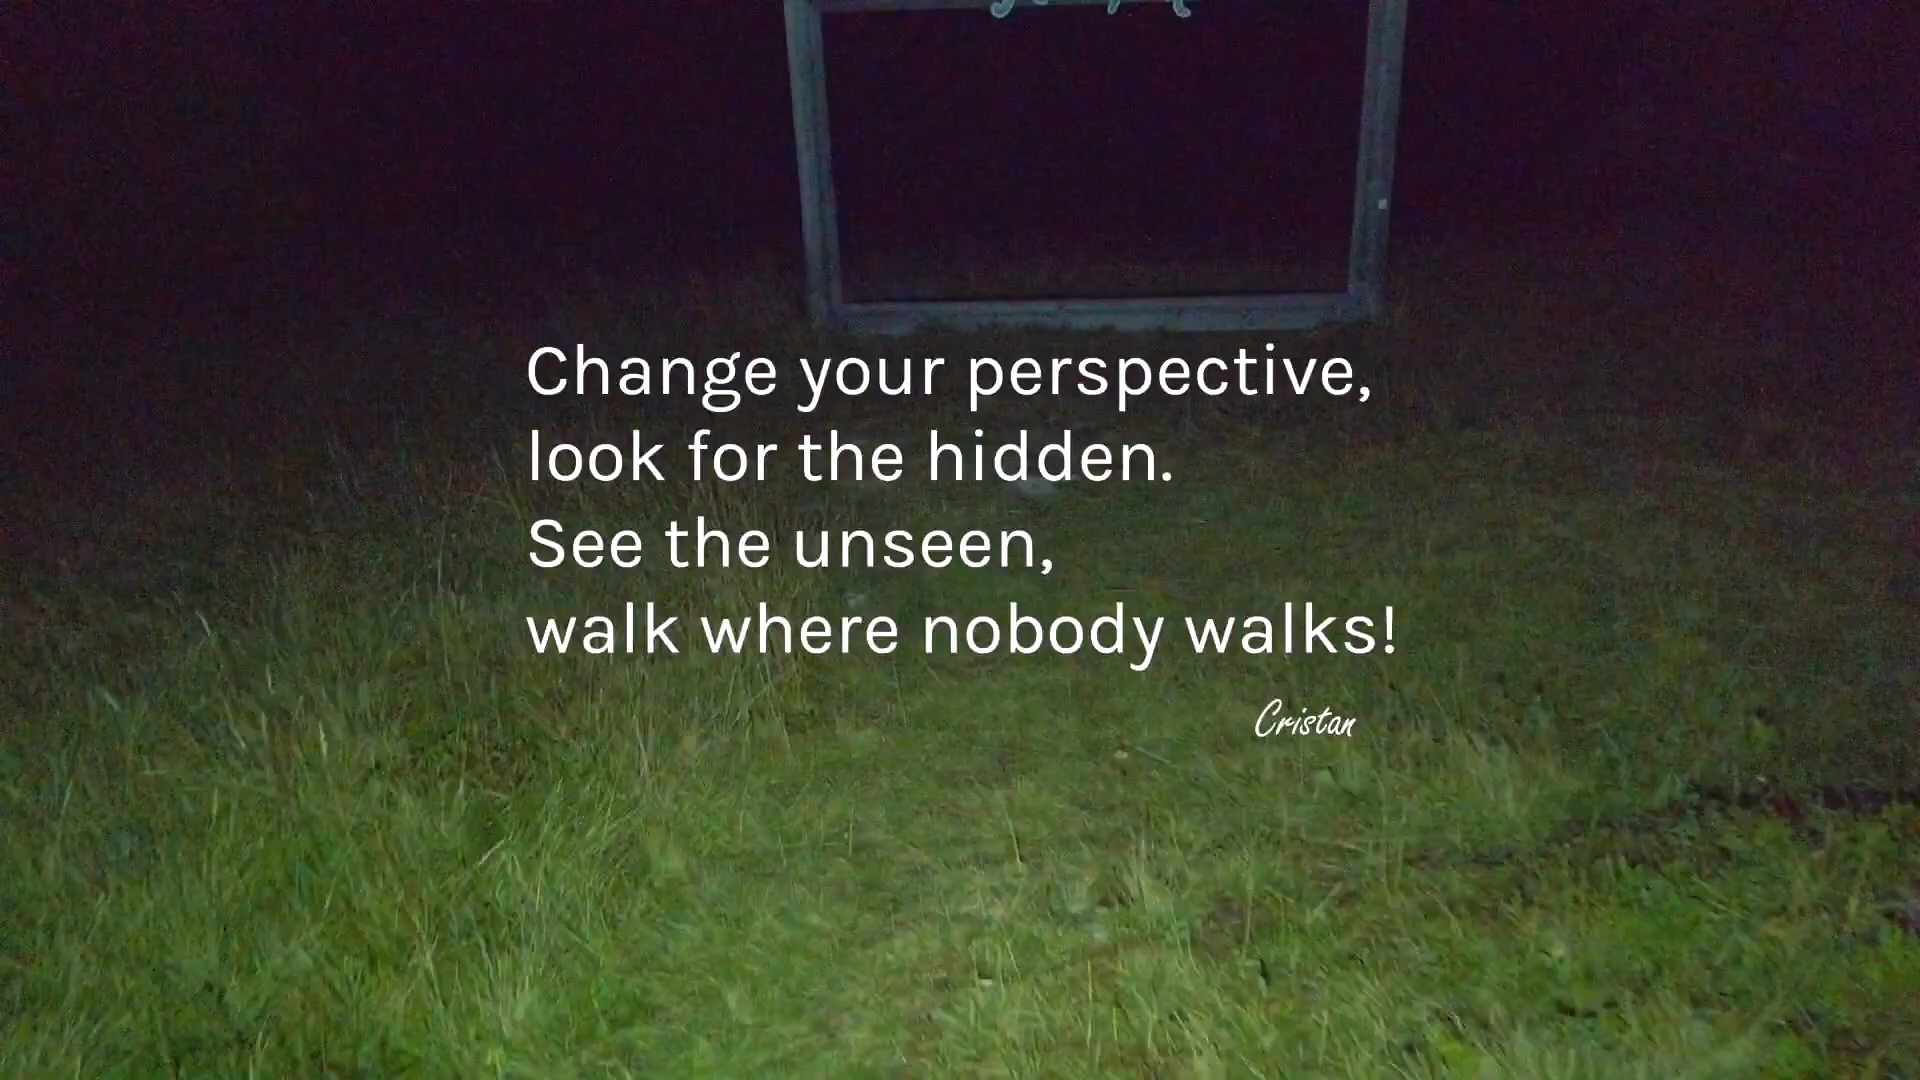 Change your perspective,
look for the hidden.
See the unseen,
walk where nobody walks!
Cristan